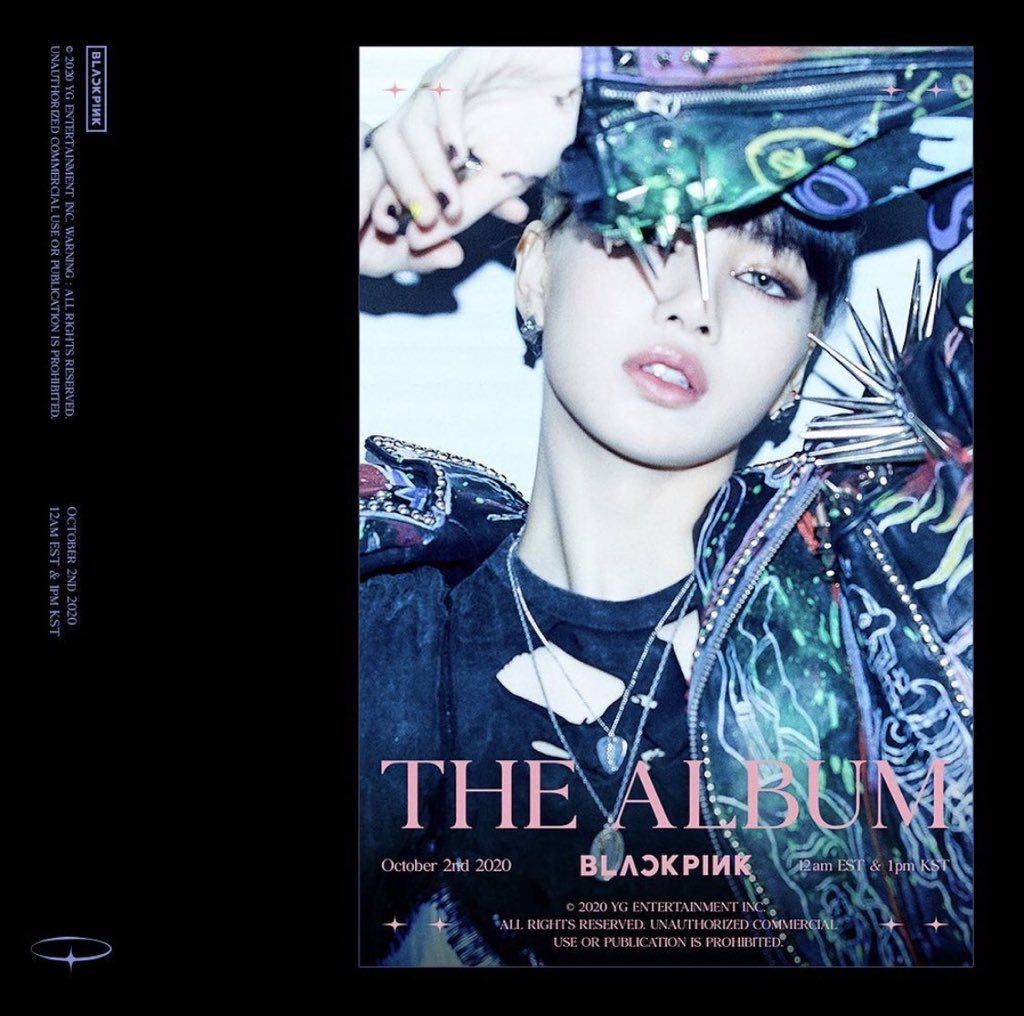 BLACKPINK
© 2020 YG ENTERTAINMENT INC. WARNING : ALL RIGHTS RESERVED.
UNAUTHORIZED COMMERCIAL USE OR PUBLICATION IS PROHIBITED.
OCTOBER 2ND 2020
12AM EST & 1PM KST
THE ALBUM
October 2nd 2020
BLACKPINK
12am EST & 1pm KST
© 2020 YG ENTERTAINMENT INC.
ALL RIGHTS RESERVED. UNAUTHORIZED COMMERCIAL
USE OR PUBLICATION IS PROHIBITED.